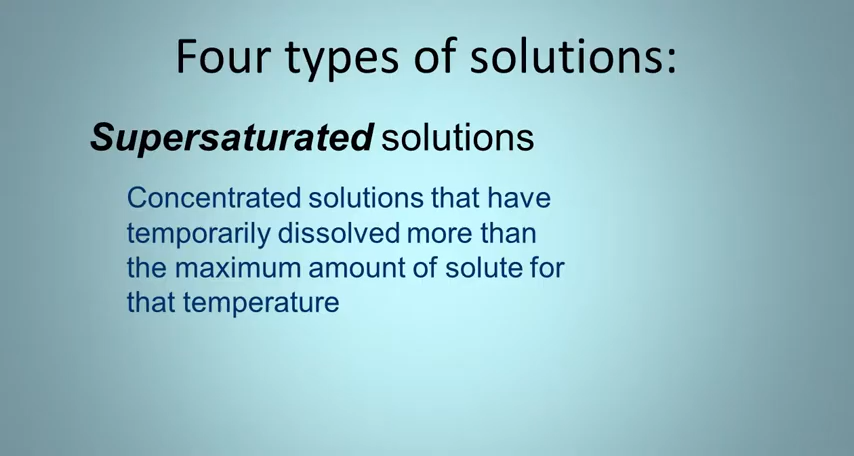 Four types of solutions:
Supersaturated solutions
Concentrated solutions that have
temporarily dissolved more than
the maximum amount of solute for
that temperature